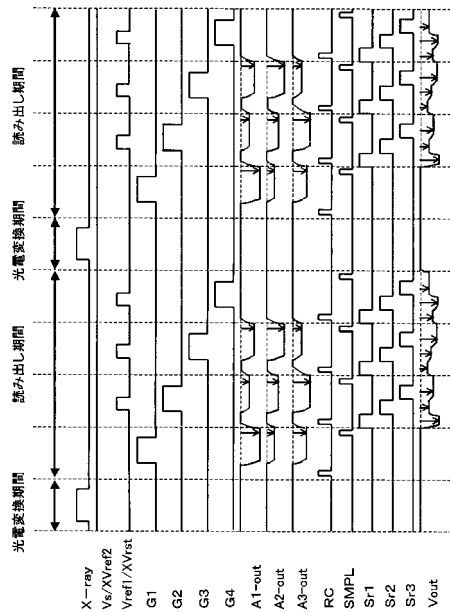 光電変換期間
読み出し期間
光電変換期間
読み出し期間
X-ray
Vs/XVref2
Vref1/XVrst
G1
G2
G3
G4
A1-out
A2-out
A3-out
RC
SMPL
Sr1
Sr2
Sr3
Vout